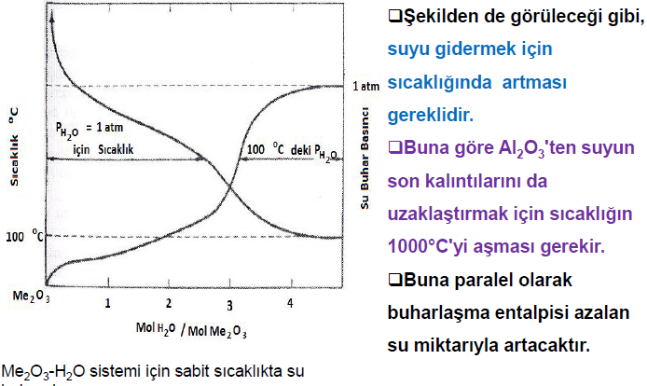 ❑Şekilden de görüleceği gibi,
suyu gidermek için
sıcaklığında artması
gereklidir.
❑Buna göre Al₂O₃'ten suyun
son kalıntılarını da
uzaklaştırmak için sıcaklığın
1000°C'yi aşması gerekir.
❑Buna paralel olarak
buharlaşma entalpisi azalan
su miktarıyla artacaktır.
Sıcaklık °C
P_H₂O = 1 atm
için Sıcaklık
100 °C deki P_H₂O
1 atm
Su Buhar Basıncı
100 °C
Me₂O₃
1 2 3 4
Mol H₂O / Mol Me₂O₃
Me₂O₃-H₂O sistemi için sabit sıcaklıkta su